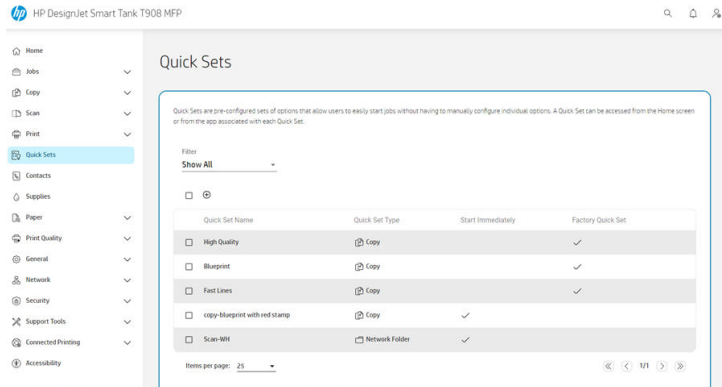 hp HP DesignJet Smart Tank T908 MFP
Home
Jobs
Copy
Scan
Print
Quick Sets
Contacts
Supplies
Paper
Print Quality
General
Network
Security
Support Tools
Connected Printing
Accessibility
Quick Sets
Quick Sets are pre-configured sets of options that allow users to easily start jobs without having to manually configure individual options. A Quick Set can be accessed from the Home screen
or from the app associated with each Quick Set.
Filter
Show All
Quick Set Name Quick Set Type Start Immediately Factory Quick Set
High Quality Copy
Blueprint Copy
Fast Lines Copy
copy-blueprint with red stamp Copy
Scan-WH Network Folder
Items per page: 25 1/1